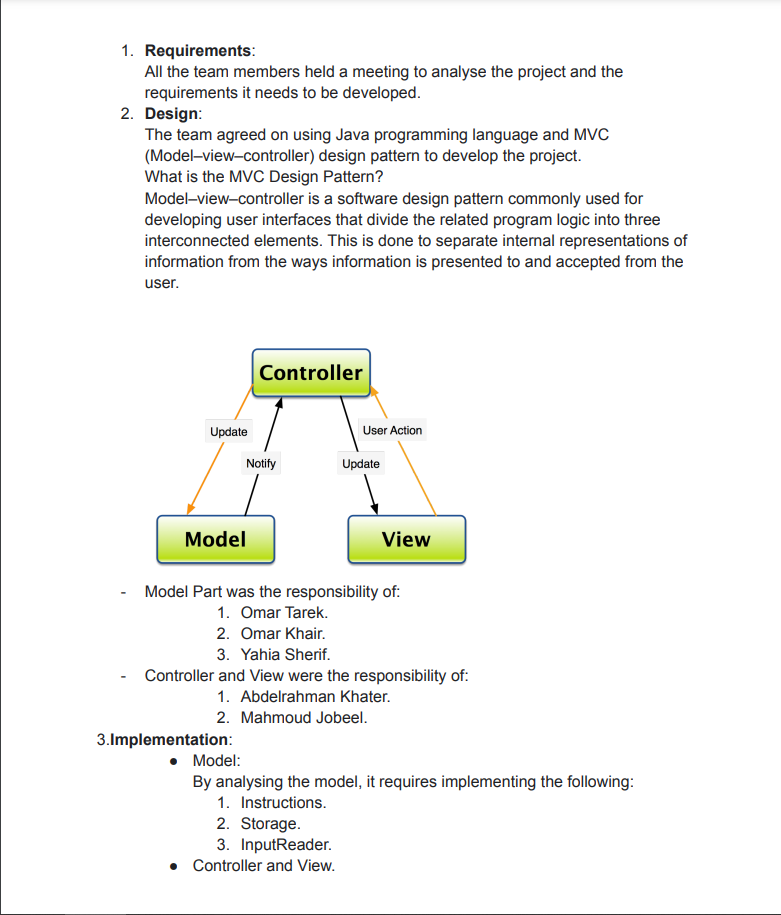 1. Requirements:
All the team members held a meeting to analyse the project and the
requirements it needs to be developed.
2. Design:
The team agreed on using Java programming language and MVC
(Model–view–controller) design pattern to develop the project.
What is the MVC Design Pattern?
Model–view–controller is a software design pattern commonly used for
developing user interfaces that divide the related program logic into three
interconnected elements. This is done to separate internal representations of
information from the ways information is presented to and accepted from the
user.
Controller
Update
User Action
Notify
Update
Model
View
- Model Part was the responsibility of:
1. Omar Tarek.
2. Omar Khair.
3. Yahia Sherif.
- Controller and View were the responsibility of:
1. Abdelrahman Khater.
2. Mahmoud Jobeel.
3.Implementation:
● Model:
By analysing the model, it requires implementing the following:
1. Instructions.
2. Storage.
3. InputReader.
● Controller and View.